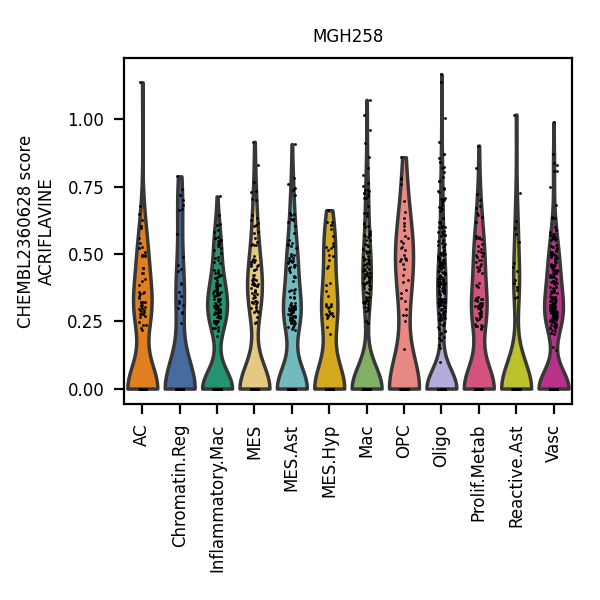 MGH258
CHEMBL2360628 score
ACRIFLAVINE
1.00
0.75
0.50
0.25
0.00
AC
Chromatin.Reg
Inflammatory.Mac
MES
MES.Ast
MES.Hyp
Mac
OPC
Oligo
Prolif.Metab
Reactive.Ast
Vasc